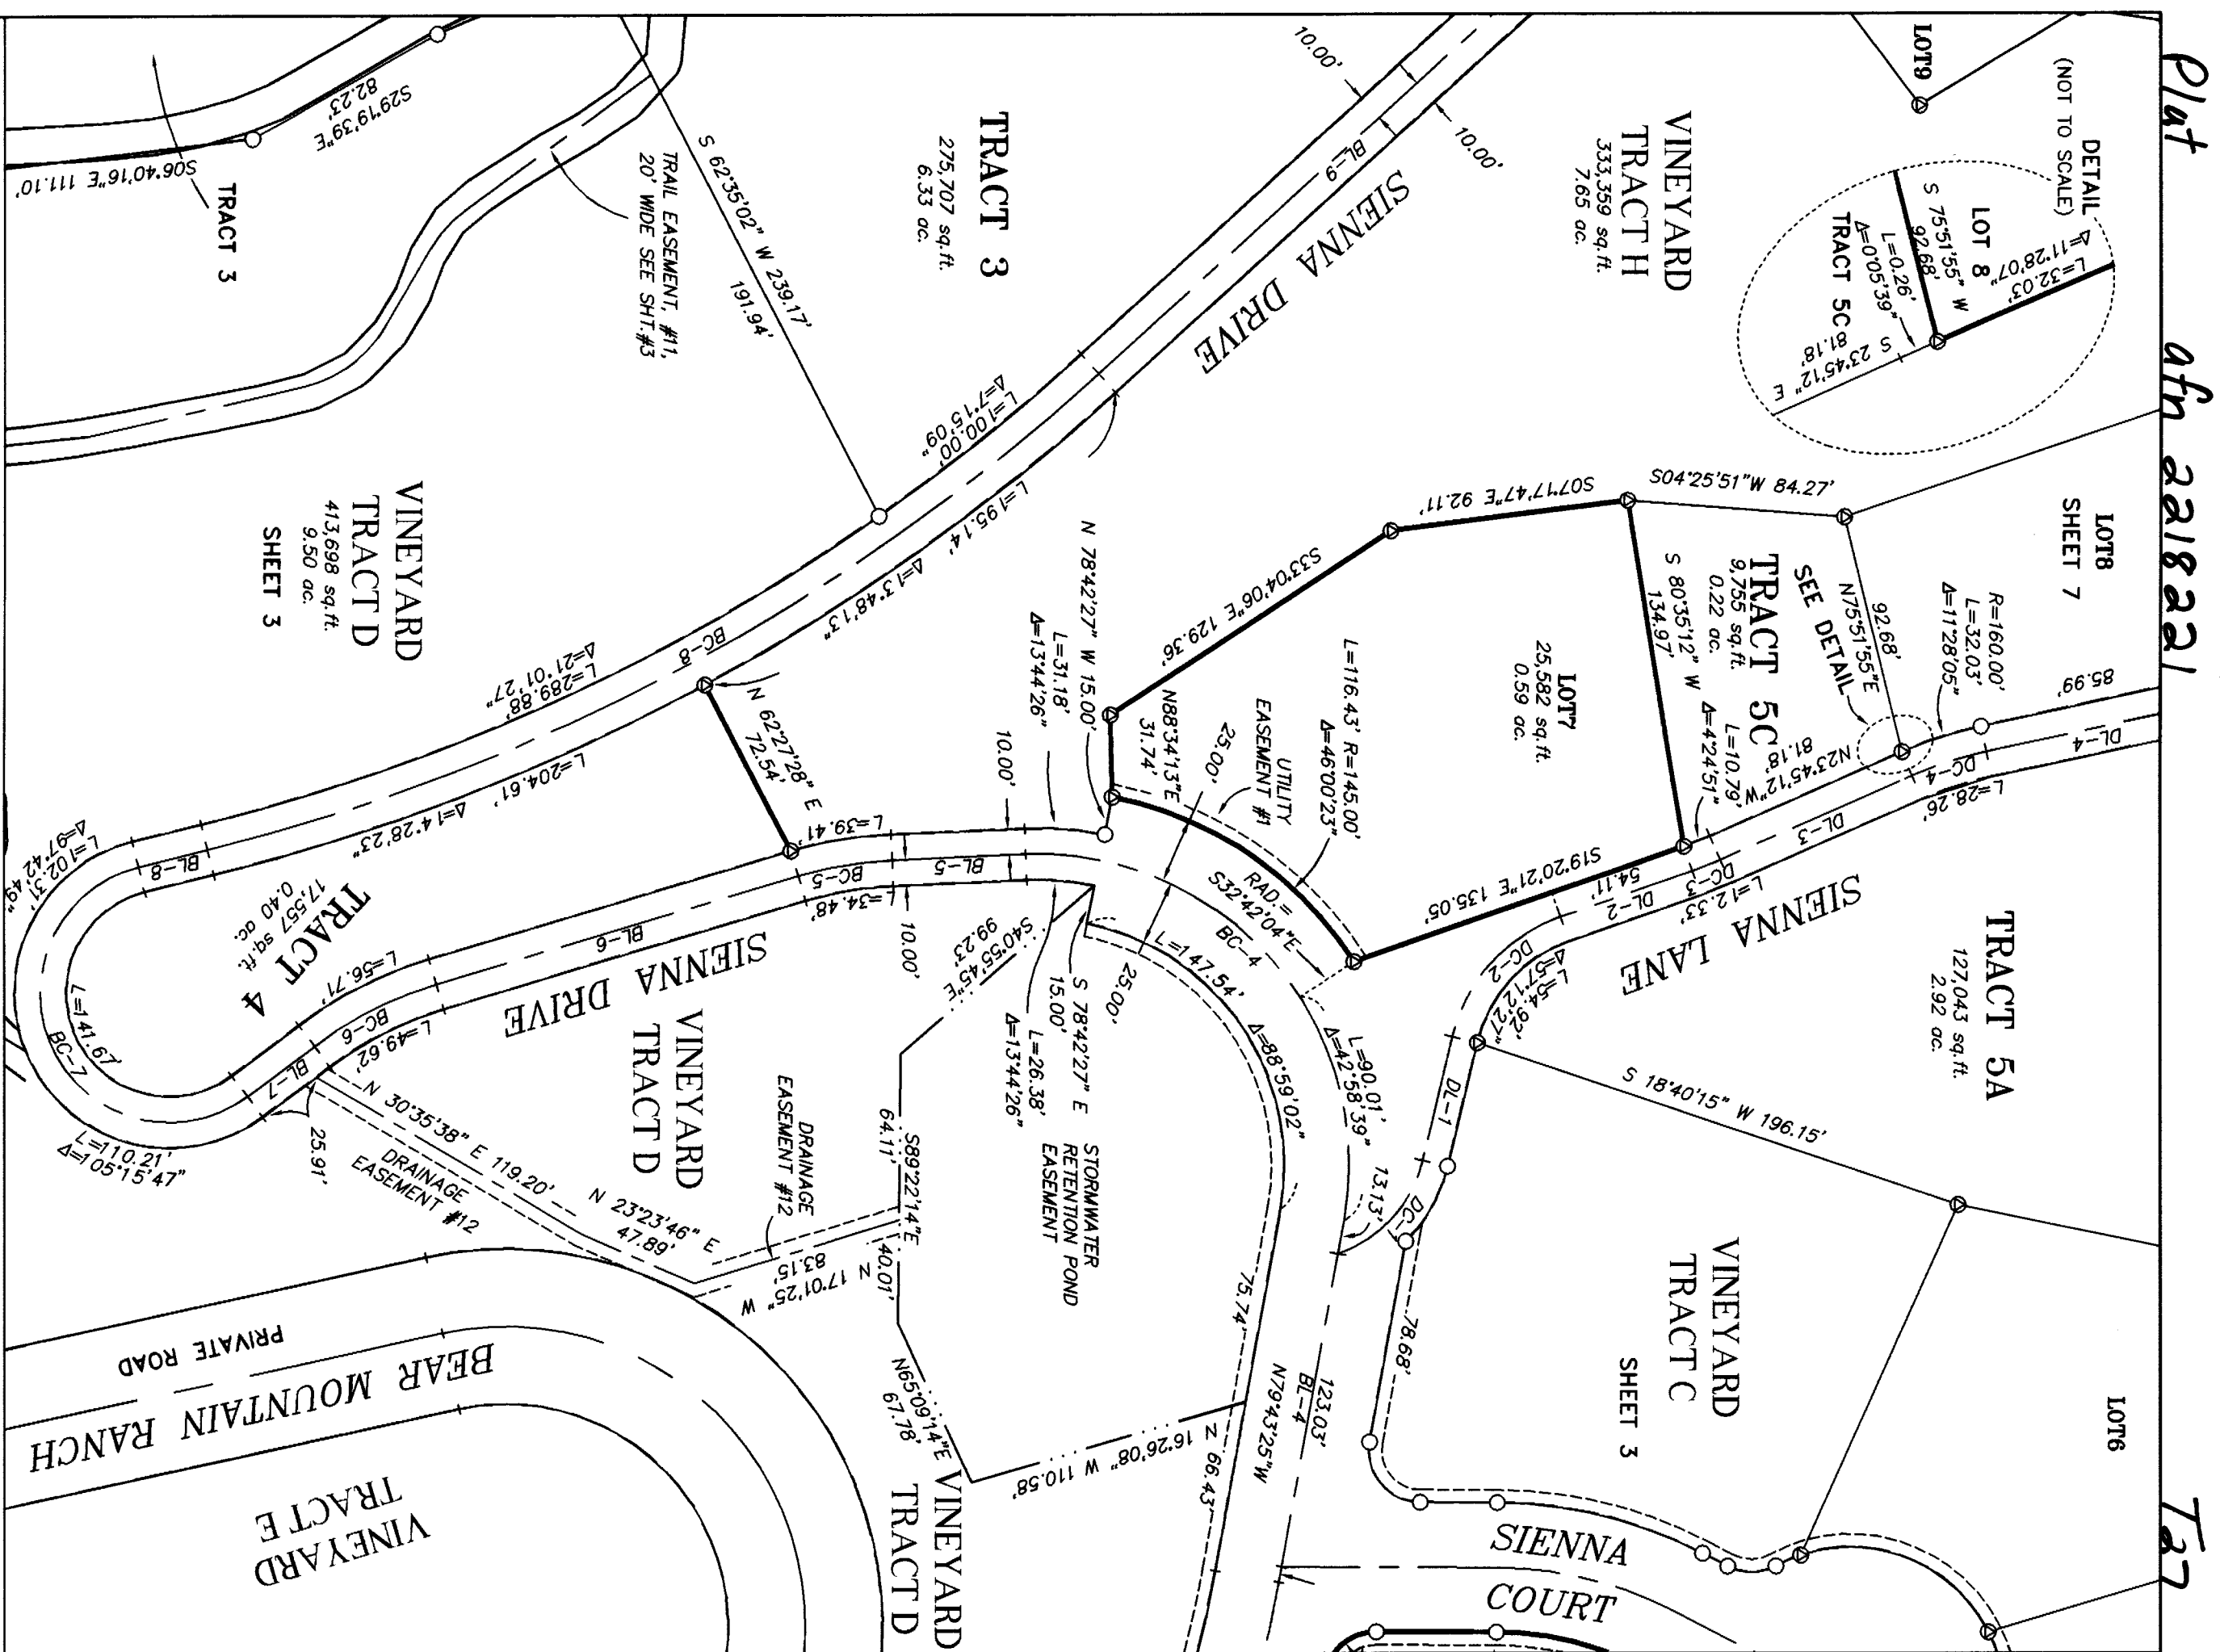 Plat afn 2218221 T27
DETAIL
(NOT TO SCALE)
LOT9
LOT 8
S 75°51'55" W
92.68'
L=0.26'
Δ=0°05'39"
TRACT 5C
Δ=11°28'07"
L=32.03'
S 23°45'12" E
81.18'
LOT8
SHEET 7
R=160.00'
L=32.03'
Δ=11°28'05"
85.99'
92.68'
N75°51'55"E
SEE DETAIL
S04°25'51"W 84.27'
TRACT 5C
9,755 sq.ft.
0.22 ac.
S 80°35'12" W
134.97'
N23°45'12"W
81.18'
L=10.79'
Δ=4°24'51"
DL-4
DC-4
L=28.26'
DL-3
DC-3
L=12.33'
DL-2
54.11'
S19°20'21"E 135.05'
DC-2
L=54.92'
Δ=57°12'27"
DL-1
DC-1
SIENNA LANE
TRACT 5A
127,043 sq.ft.
2.92 ac.
S 18°40'15" W 196.15'
LOT6
VINEYARD
TRACT C
SHEET 3
VINEYARD
TRACT H
333,359 sq.ft.
7.65 ac.
10.00'
10.00'
BL-9
SIENNA DRIVE
S07°17'47"E 92.11'
S33°04'06"E 129.36'
LOT7
25,582 sq.ft.
0.59 ac.
L=116.43' R=145.00'
Δ=46°00'23"
UTILITY
EASEMENT #1
25.00'
N88°34'13"E
31.74'
RAD.=
S32°42'04"E
BC-4
L=147.54'
Δ=88°59'02"
25.00'
L=90.01'
Δ=42°58'39"
13.13'
78.68'
123.03'
BL-4
N79°43'25"W
75.74'
66.43'
SIENNA
COURT
TRACT 3
275,707 sq.ft.
6.33 ac.
S 62°35'02" W 239.17'
191.94'
L=100.00'
Δ=7°15'09"
L=195.14'
Δ=13°48'13"
N 78°42'27" W 15.00'
L=31.18'
Δ=13°44'26"
10.00'
10.00'
BL-5
L=39.41'
BC-5
L=34.48'
S 78°42'27" E
15.00'
L=26.38'
Δ=13°44'26"
S40°55'45"E
99.23'
STORMWATER
RETENTION POND
EASEMENT
S89°22'14"E
64.11'
40.01'
N65°09'14"E
67.78'
N 16°26'08" W 110.58'
TRAIL EASEMENT, #11,
20' WIDE SEE SHT.#3
S29°19'39"E
82.23'
S06°40'16"E 111.10'
TRACT 3
VINEYARD
TRACT D
413,698 sq.ft.
9.50 ac.
SHEET 3
BC-8
L=289.88'
Δ=21°01'27"
N 62°27'28" E
72.54'
L=204.61'
Δ=14°28'23"
BL-8
L=102.31'
Δ=97°42'49"
TRACT 4
17,557 sq.ft.
0.40 ac.
L=141.67'
BC-7
BL-6
L=56.71'
BC-6
L=49.62'
BL-7
SIENNA DRIVE
25.91'
L=110.21'
Δ=105°15'47"
VINEYARD
TRACT D
DRAINAGE
EASEMENT #12
N 30°35'38" E 119.20'
DRAINAGE
EASEMENT #12
N 23°23'46" E
47.89'
N 17°01'25" W
83.15'
VINEYARD
TRACT D
PRIVATE ROAD
BEAR MOUNTAIN RANCH
VINEYARD
TRACT E